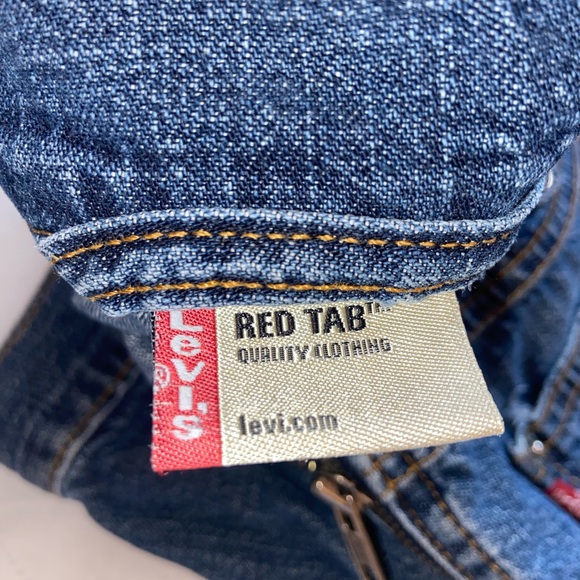 Levi's®
RED TAB™
QUALITY CLOTHING
levi.com